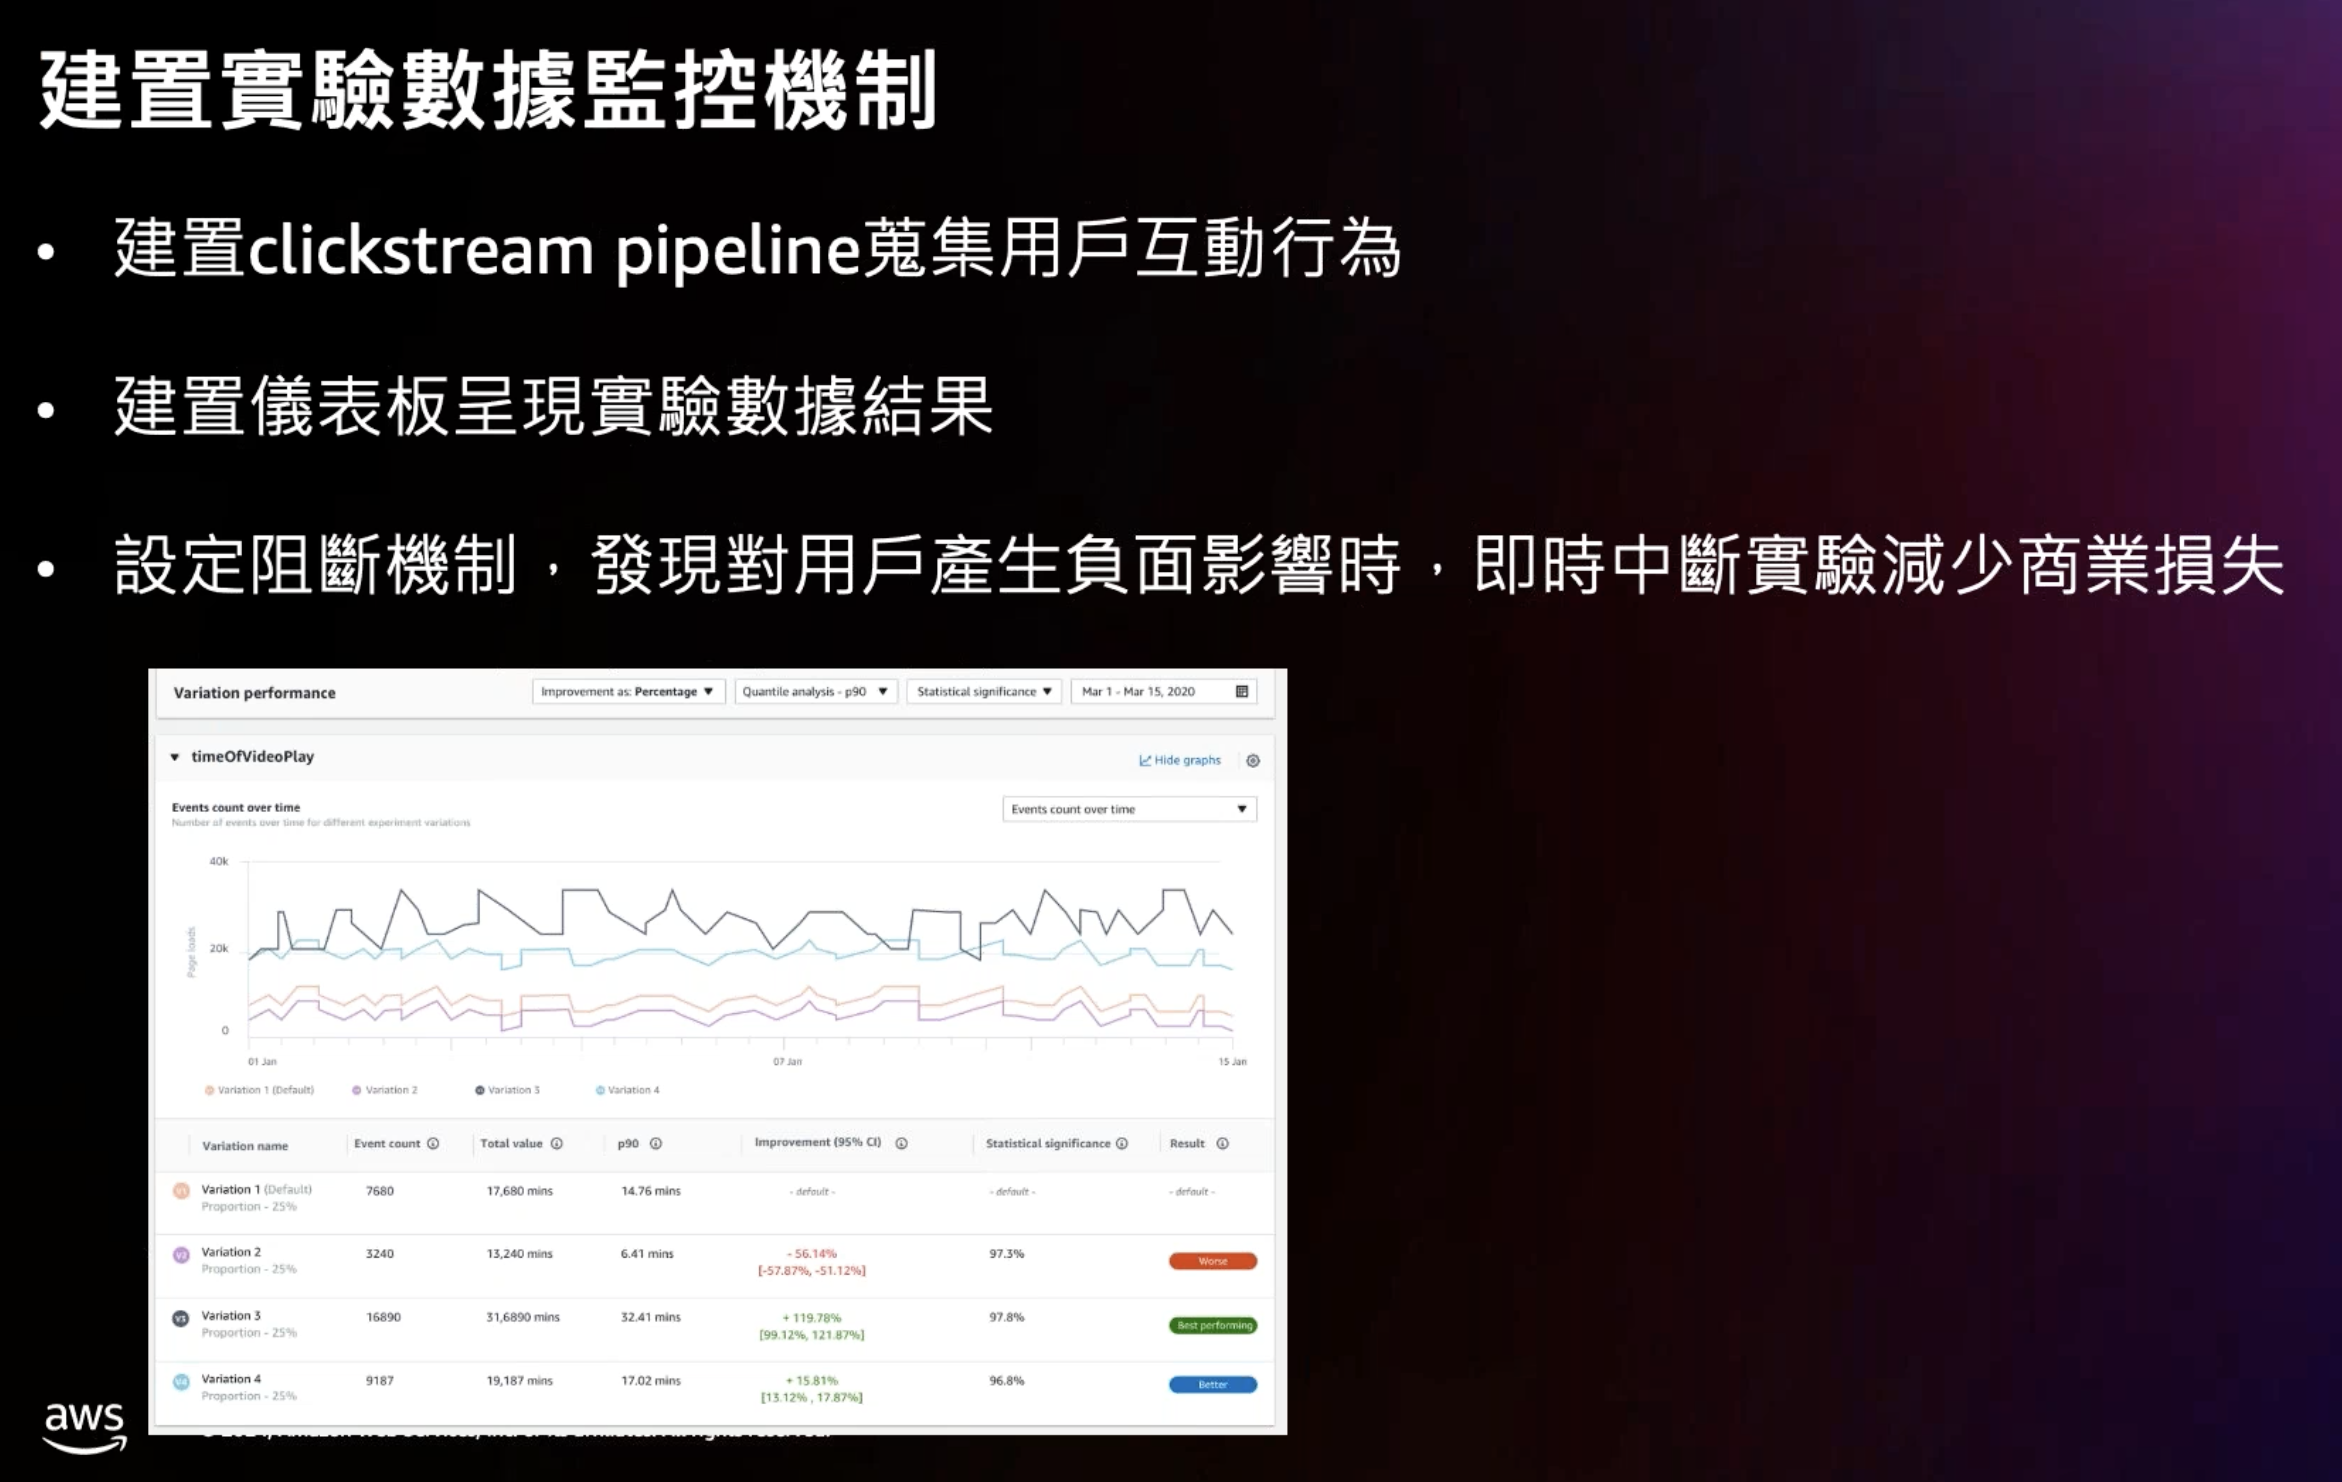 建置實驗數據監控機制
• 建置clickstream pipeline蒐集用戶互動行為
• 建置儀表板呈現實驗數據結果
• 設定阻斷機制，發現對用戶產生負面影響時，即時中斷實驗減少商業損失
Variation performance
Improvement as: Percentage
Quantile analysis - p90
Statistical significance
Mar 1 - Mar 15, 2020
timeOfVideoPlay
Hide graphs
Events count over time
Number of events over time for different experiment variations
Events count over time
40k
20k
0
Page loads
01 Jan
07 Jan
15 Jan
Variation 1 (Default)
Variation 2
Variation 3
Variation 4
Variation name Event count Total value p90 Improvement (95% CI) Statistical significance Result
V1 Variation 1 (Default) 7680 17,680 mins 14.76 mins - default - - default - - default -
Proportion - 25%
V2 Variation 2 3240 13,240 mins 6.41 mins - 56.14% 97.3% Worse
Proportion - 25% [-57.87%, -51.12%]
V3 Variation 3 16890 31,6890 mins 32.41 mins + 119.78% 97.8% Best performing
Proportion - 25% [99.12%, 121.87%]
V4 Variation 4 9187 19,187 mins 17.02 mins + 15.81% 96.8% Better
Proportion - 25% [13.12% , 17.87%]
aws